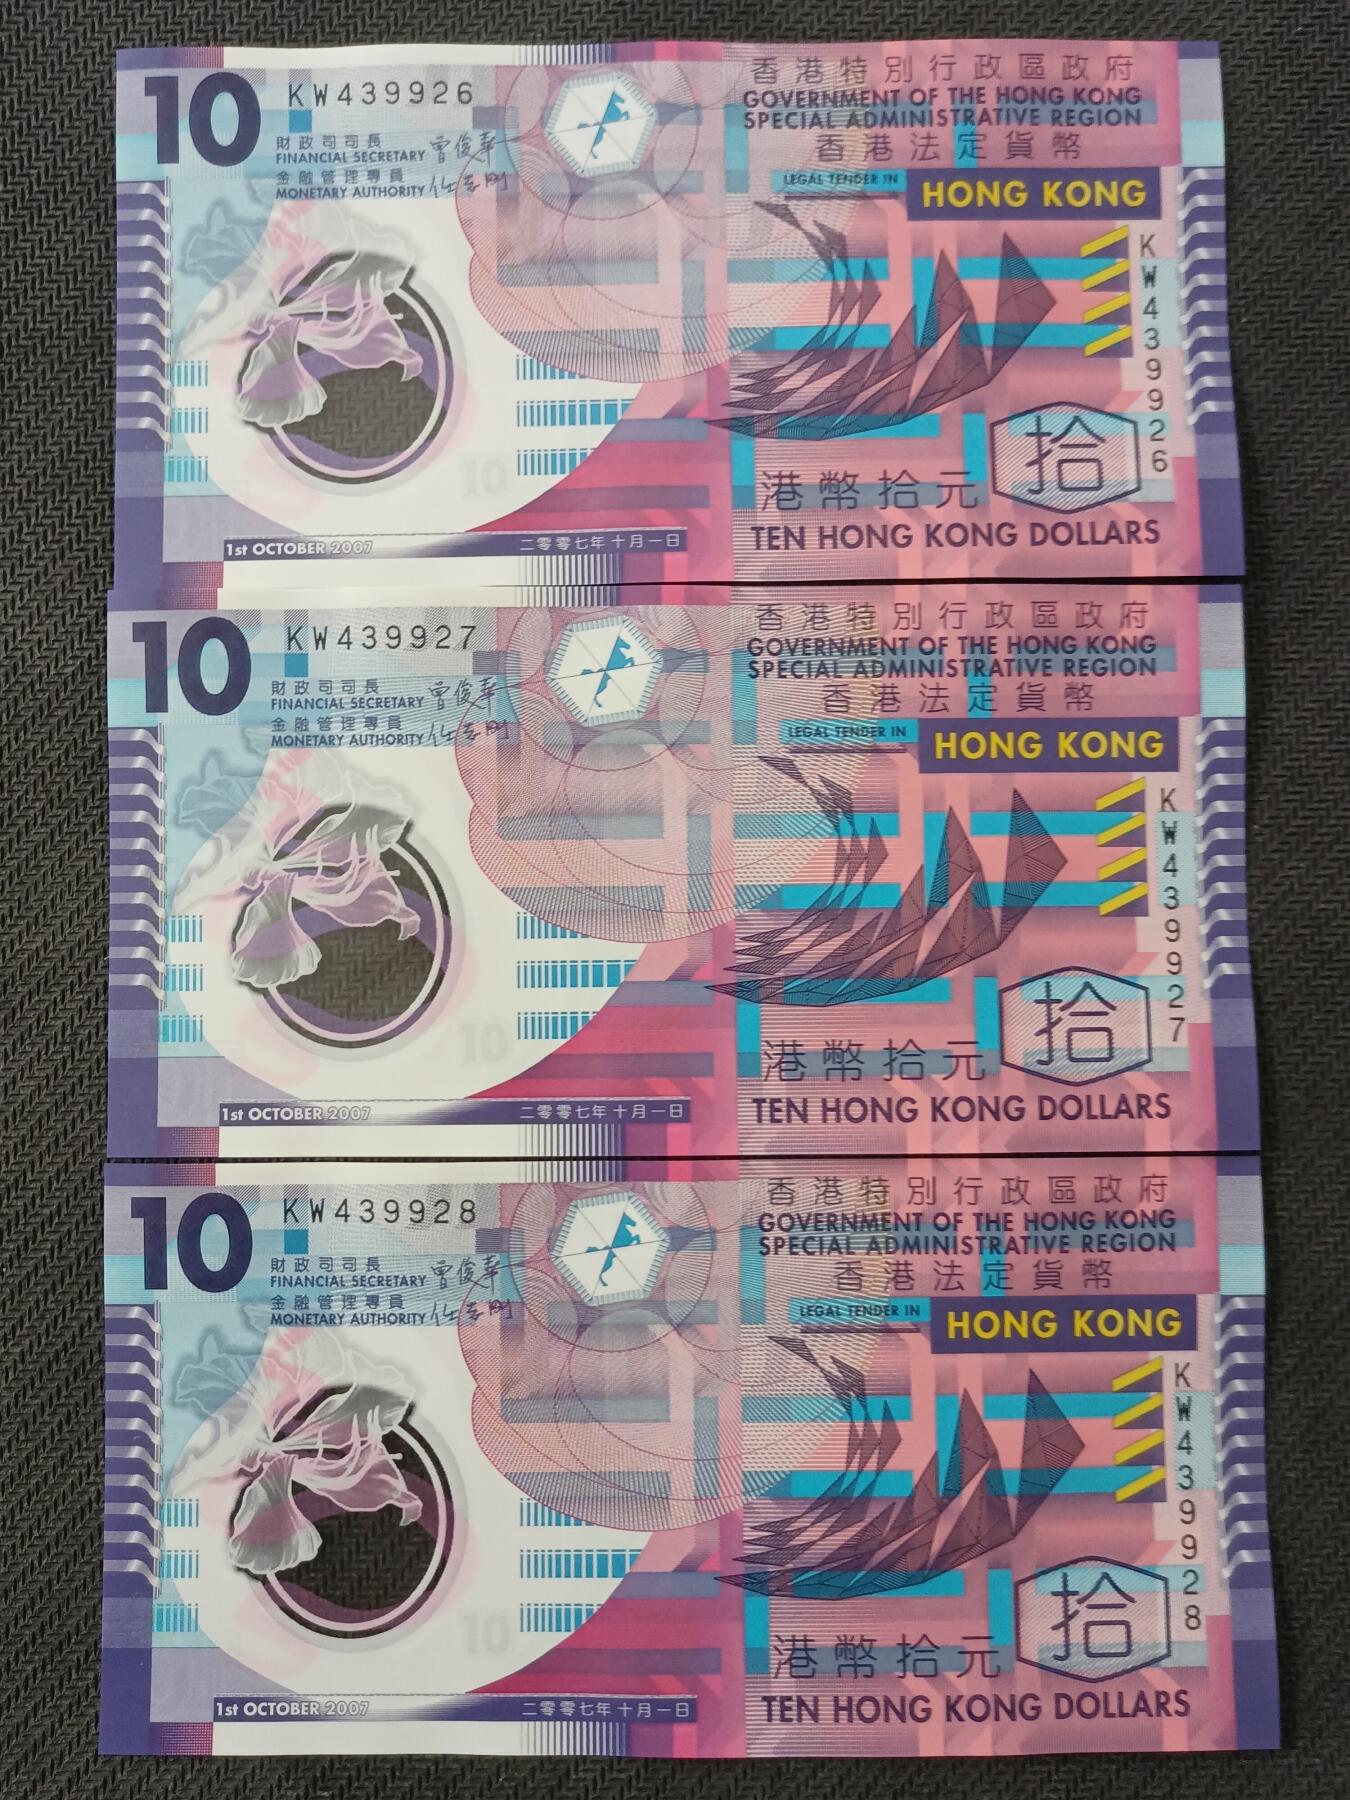 10
KW439926
財政司司長
FINANCIAL SECRETARY
金融管理專員
MONETARY AUTHORITY
香港特別行政區政府
GOVERNMENT OF THE HONG KONG
SPECIAL ADMINISTRATIVE REGION
香港法定貨幣
LEGAL TENDER IN
HONG KONG
KW439926
10
拾
港幣拾元
TEN HONG KONG DOLLARS
1st OCTOBER 2007
二零零七年十月一日
10
KW439927
財政司司長
FINANCIAL SECRETARY
金融管理專員
MONETARY AUTHORITY
香港特別行政區政府
GOVERNMENT OF THE HONG KONG
SPECIAL ADMINISTRATIVE REGION
香港法定貨幣
LEGAL TENDER IN
HONG KONG
KW439927
10
拾
港幣拾元
TEN HONG KONG DOLLARS
1st OCTOBER 2007
二零零七年十月一日
10
KW439928
財政司司長
FINANCIAL SECRETARY
金融管理專員
MONETARY AUTHORITY
香港特別行政區政府
GOVERNMENT OF THE HONG KONG
SPECIAL ADMINISTRATIVE REGION
香港法定貨幣
LEGAL TENDER IN
HONG KONG
KW439928
10
拾
港幣拾元
TEN HONG KONG DOLLARS
1st OCTOBER 2007
二零零七年十月一日